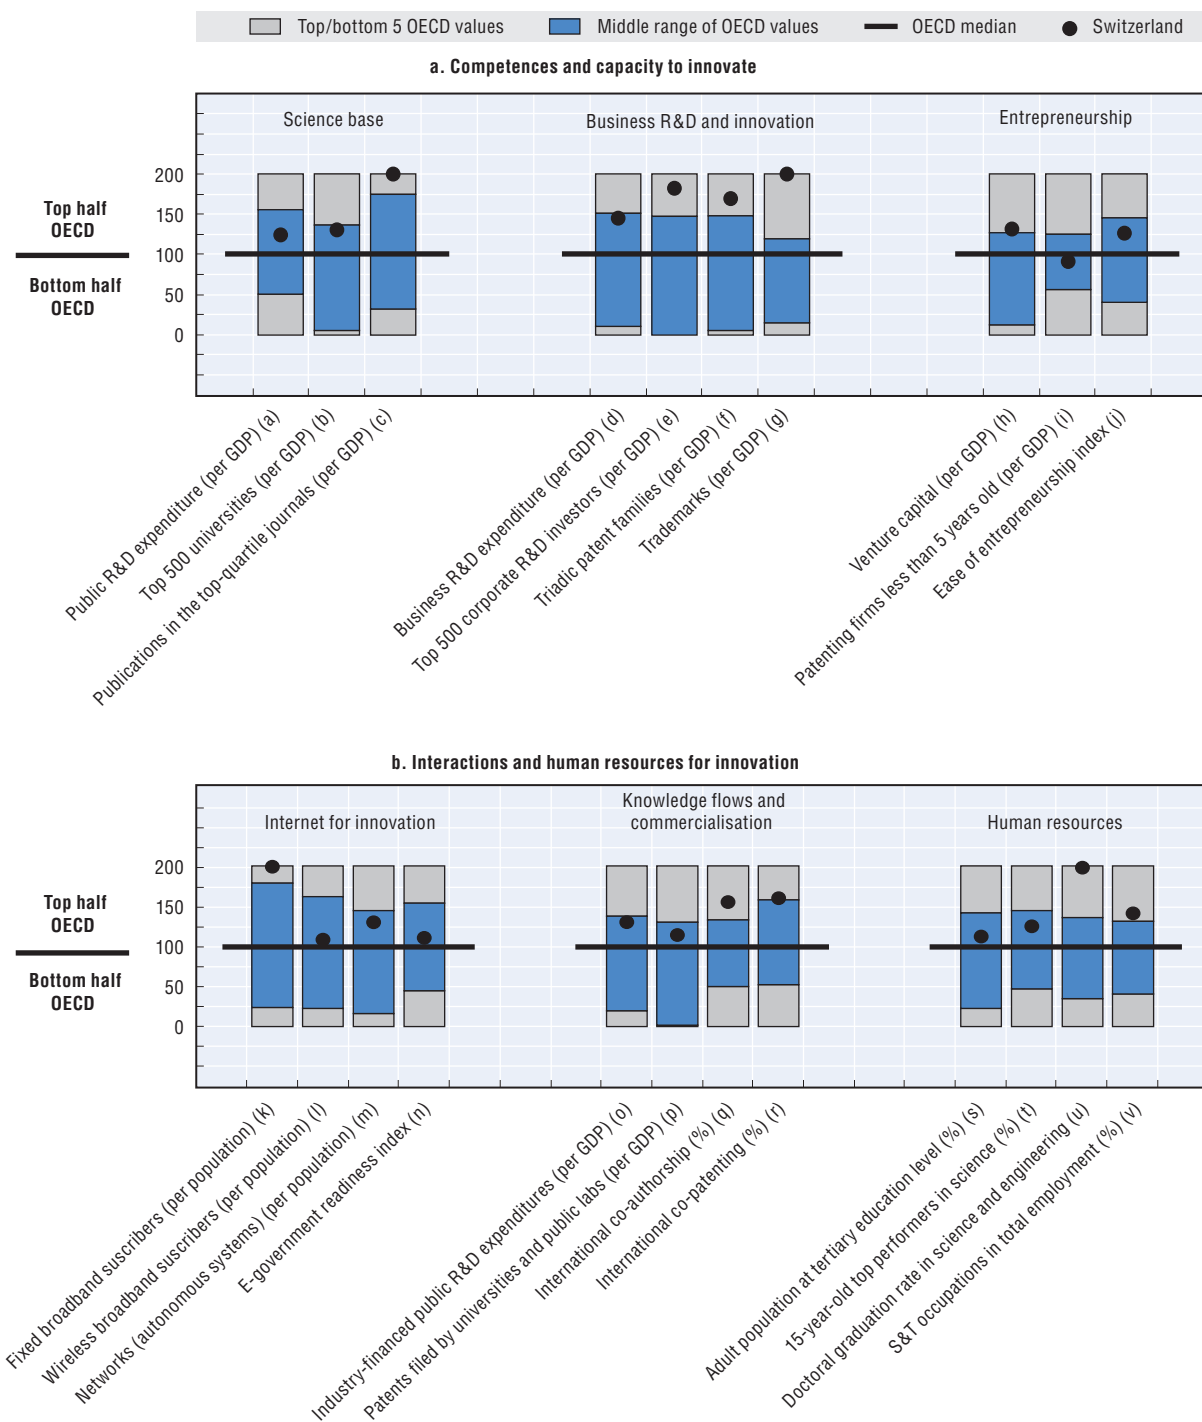 Top/bottom 5 OECD values Middle range of OECD values OECD median Switzerland
a. Competences and capacity to innovate
Science base Business R&D and innovation Entrepreneurship
200
150
100
50
0
Top half
OECD
Bottom half
OECD
Public R&D expenditure (per GDP) (a)
Top 500 universities (per GDP) (b)
Publications in the top-quartile journals (per GDP) (c)
Business R&D expenditure (per GDP) (d)
Top 500 corporate R&D investors (per GDP) (e)
Triadic patent families (per GDP) (f)
Trademarks (per GDP) (g)
Venture capital (per GDP) (h)
Patenting firms less than 5 years old (per GDP) (i)
Ease of entrepreneurship index (j)
b. Interactions and human resources for innovation
Internet for innovation
Knowledge flows and
commercialisation
Human resources
200
150
100
50
0
Top half
OECD
Bottom half
OECD
Fixed broadband suscribers (per population) (k)
Wireless broadband suscribers (per population) (l)
Networks (autonomous systems) (per population) (m)
E-government readiness index (n)
Industry-financed public R&D expenditures (per GDP) (o)
Patents filed by universities and public labs (per GDP) (p)
International co-authorship (%) (q)
International co-patenting (%) (r)
Adult population at tertiary education level (%) (s)
15-year-old top performers in science (%) (t)
Doctoral graduation rate in science and engineering (u)
S&T occupations in total employment (%) (v)